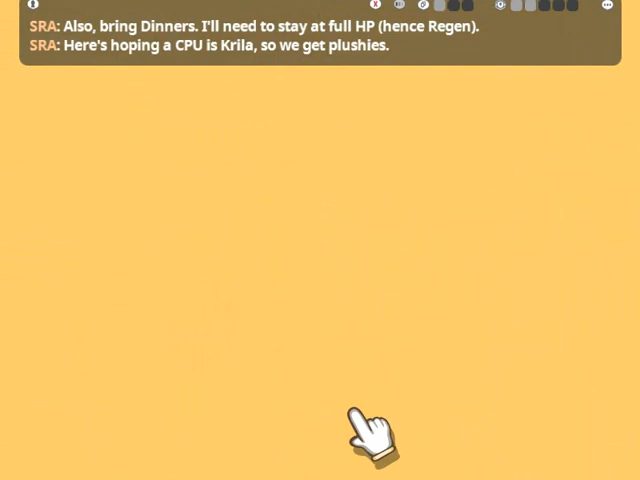 SRA: Also, bring Dinners. I'll need to stay at full HP (hence Regen).
SRA: Here's hoping a CPU is Krila, so we get plushies.